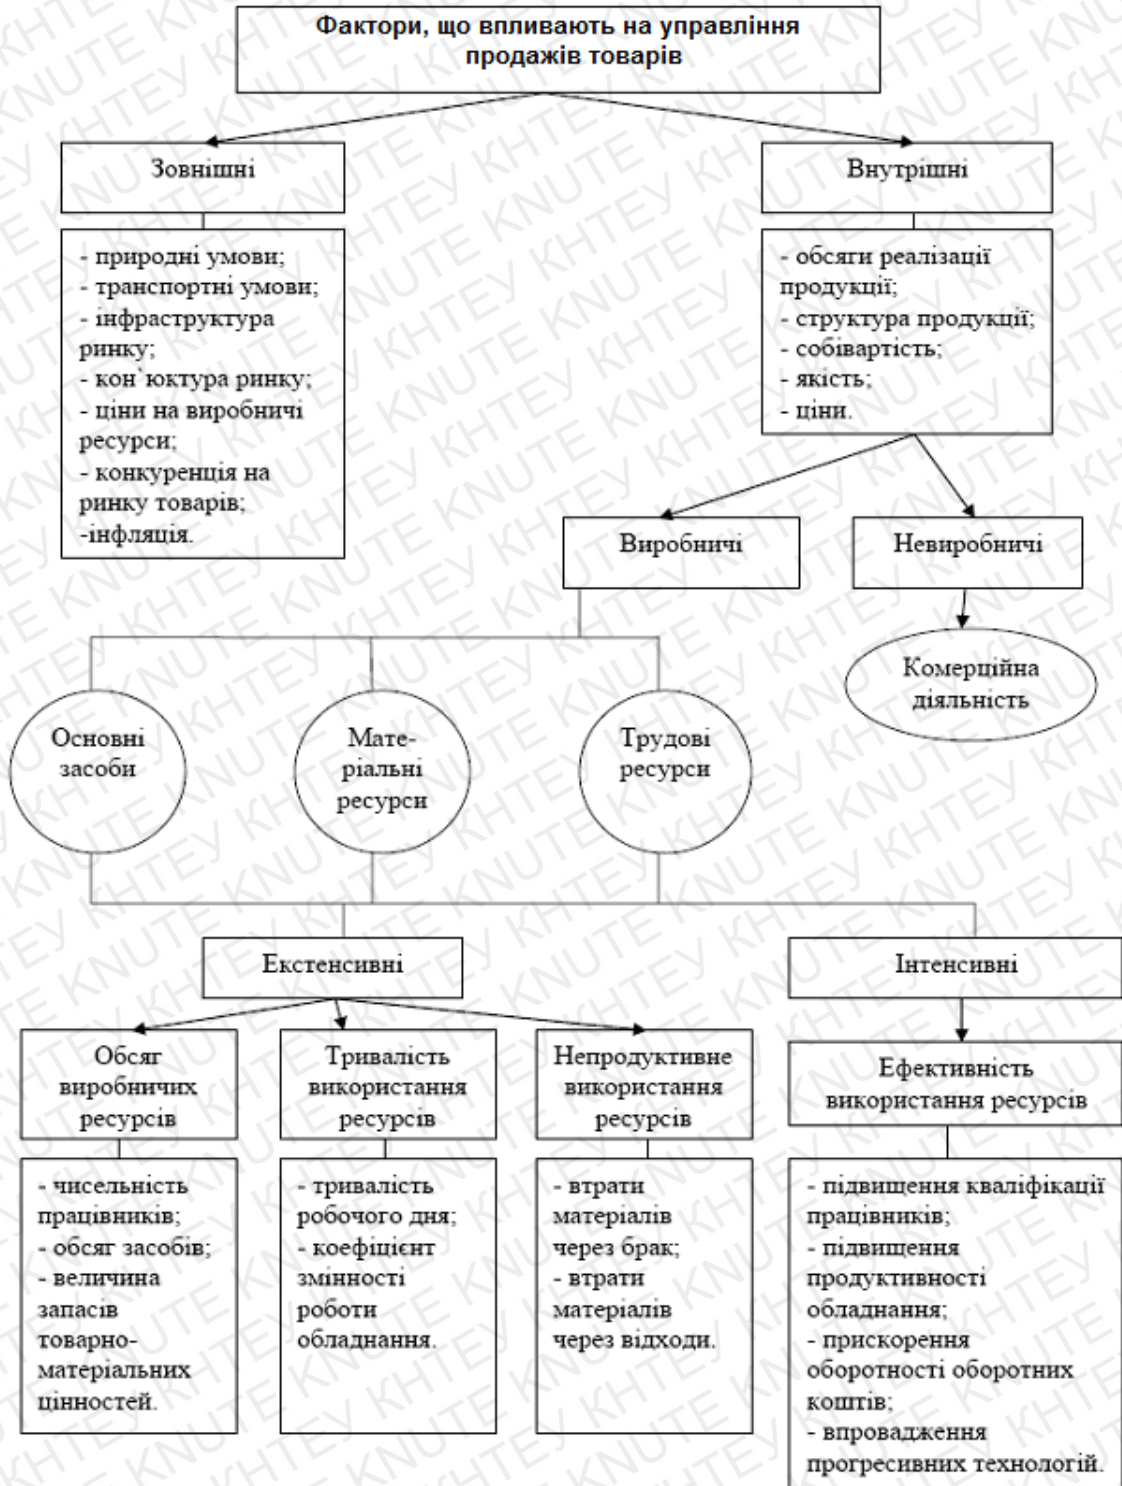 Фактори, що впливають на управління
продажів товарів
Зовнішні
Внутрішні
- природні умови;
- транспортні умови;
- інфраструктура
ринку;
- кон`юктура ринку;
- ціни на виробничі
ресурси;
- конкуренція на
ринку товарів;
-інфляція.
- обсяги реалізації
продукції;
- структура продукції;
- собівартість;
- якість;
- ціни.
Виробничі
Невиробничі
Комерційна
діяльність
Основні
засоби
Мате-
ріальні
ресурси
Трудові
ресурси
Екстенсивні
Інтенсивні
Обсяг
виробничих
ресурсів
Тривалість
використання
ресурсів
Непродуктивне
використання
ресурсів
Ефективність
використання ресурсів
- чисельність
працівників;
- обсяг засобів;
- величина
запасів
товарно-
матеріальних
цінностей.
- тривалість
робочого дня;
- коефіцієнт
змінності
роботи
обладнання.
- втрати
матеріалів
через брак;
- втрати
матеріалів
через відходи.
- підвищення кваліфікації
працівників;
- підвищення
продуктивності
обладнання;
- прискорення
оборотності оборотних
коштів;
- впровадження
прогресивних технологій.